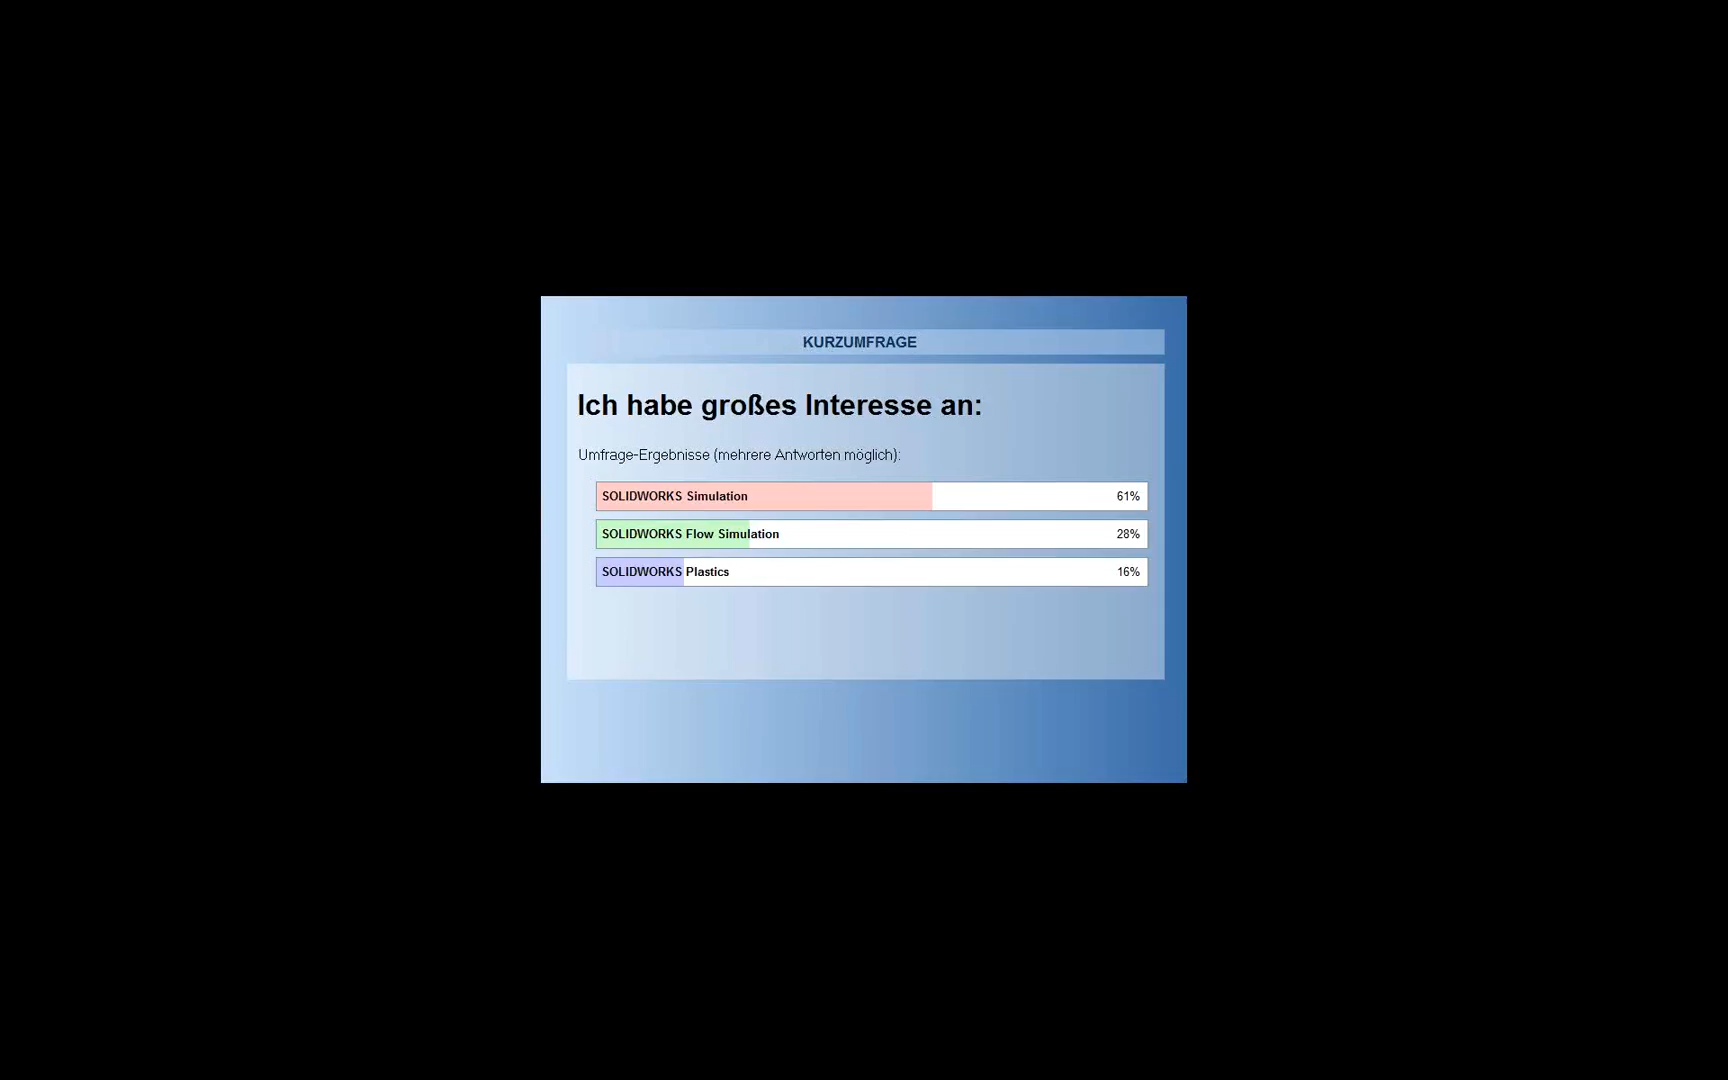 KURZUMFRAGE
Ich habe großes Interesse an:
Umfrage-Ergebnisse (mehrere Antworten möglich):
SOLIDWORKS Simulation 61%
SOLIDWORKS Flow Simulation 28%
SOLIDWORKS Plastics 16%